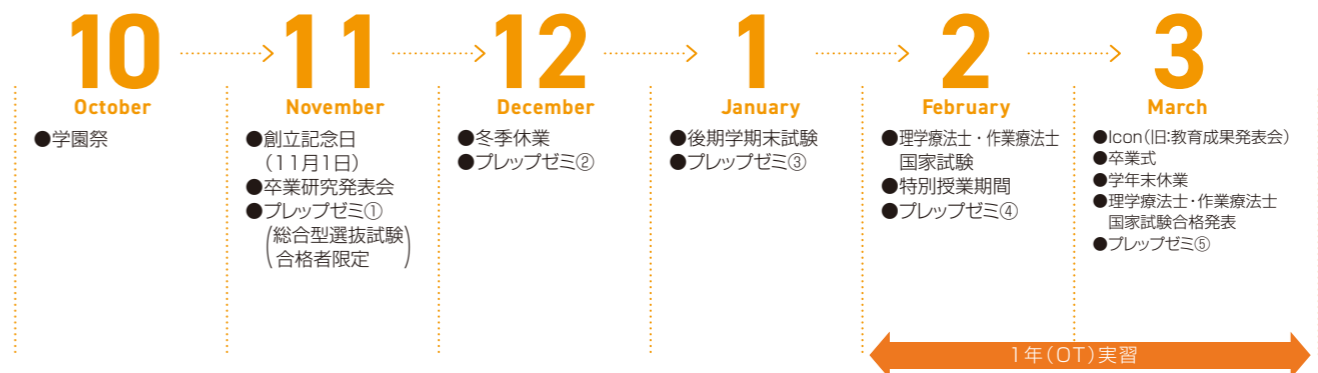 10
October
●学園祭
11
November
●創立記念日
（11月1日）
●卒業研究発表会
●プレップゼミ①
（総合型選抜試験
合格者限定）
12
December
●冬季休業
●プレップゼミ②
1
January
●後期学期末試験
●プレップゼミ③
2
February
●理学療法士・作業療法士
国家試験
●特別授業期間
●プレップゼミ④
3
March
●Icon（旧:教育成果発表会）
●卒業式
●学年末休業
●理学療法士・作業療法士
国家試験合格発表
●プレップゼミ⑤
1年（OT）実習